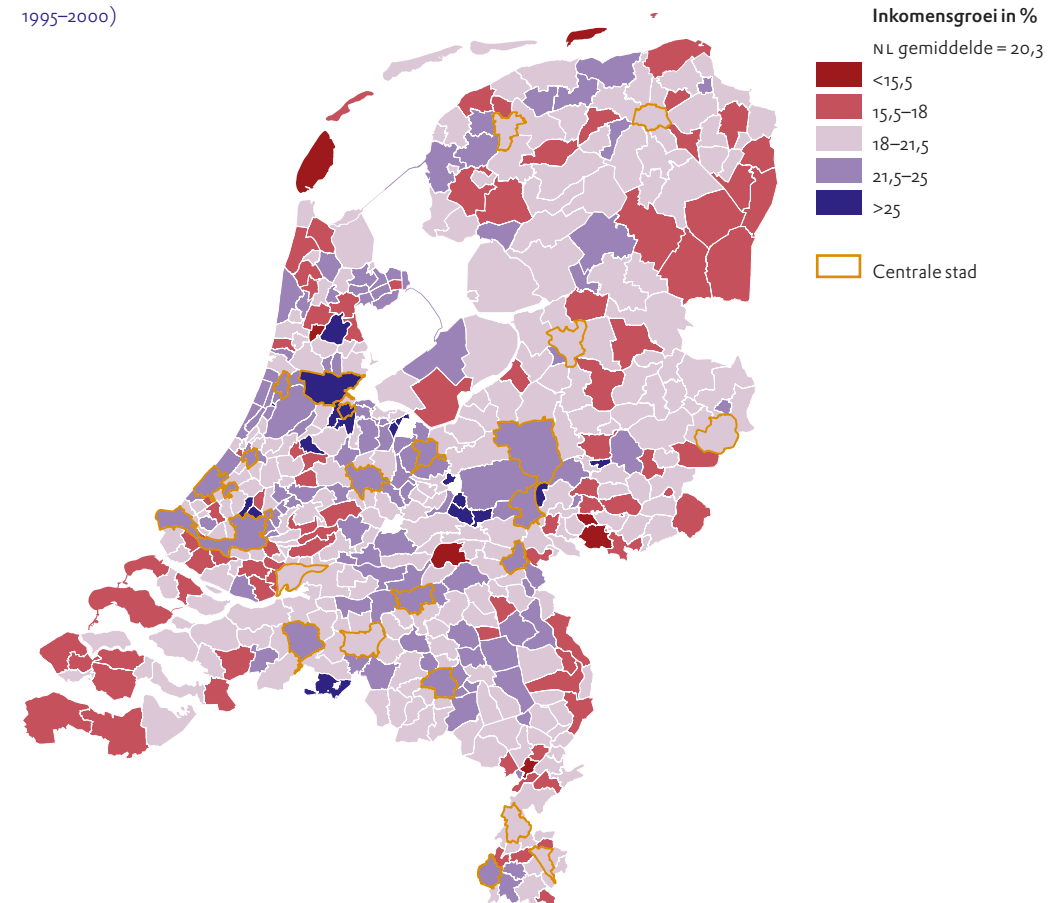 1995–2000)
Inkomensgroei in %
NL gemiddelde = 20,3
<15,5
15,5–18
18–21,5
21,5–25
>25
Centrale stad